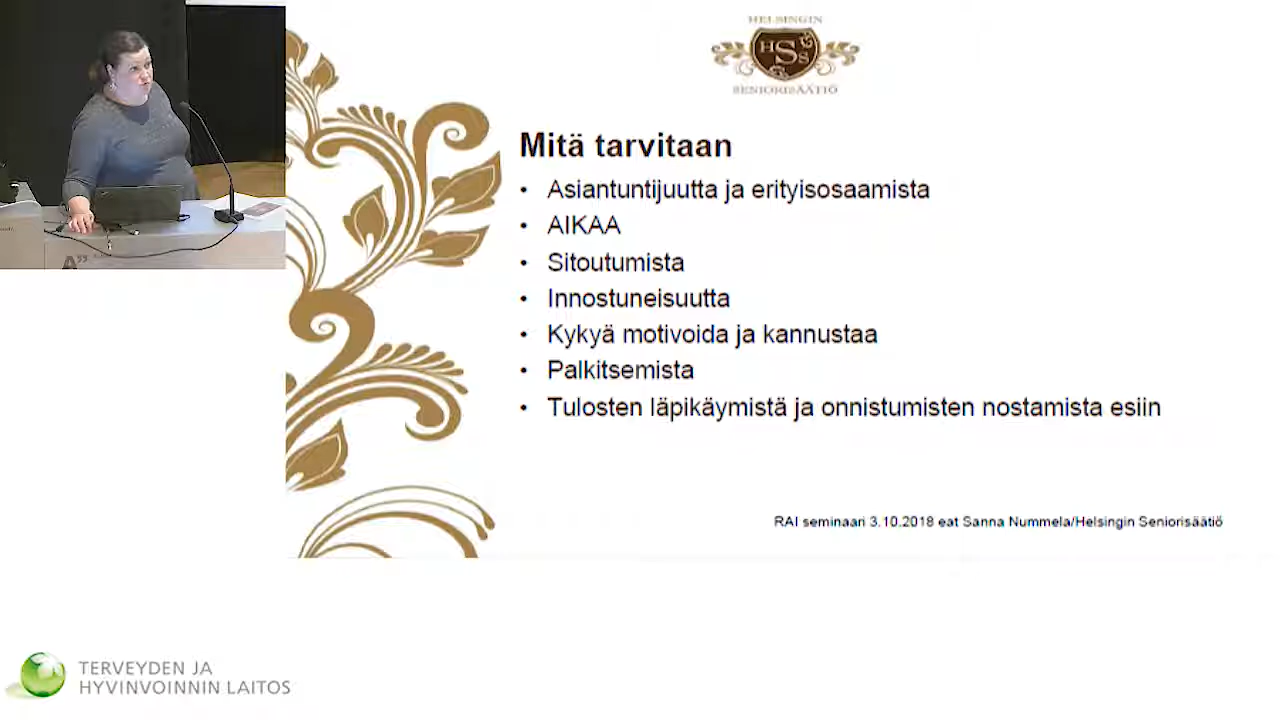 HELSINGIN
HSS
SENIORISÄÄTIÖ
Mitä tarvitaan
• Asiantuntijuutta ja erityisosaamista
• AIKAA
• Sitoutumista
• Innostuneisuutta
• Kykyä motivoida ja kannustaa
• Palkitsemista
• Tulosten läpikäymistä ja onnistumisten nostamista esiin
RAI seminaari 3.10.2018 eat Sanna Nummela/Helsingin Seniorisäätiö
A”
TERVEYDEN JA
HYVINVOINNIN LAITOS